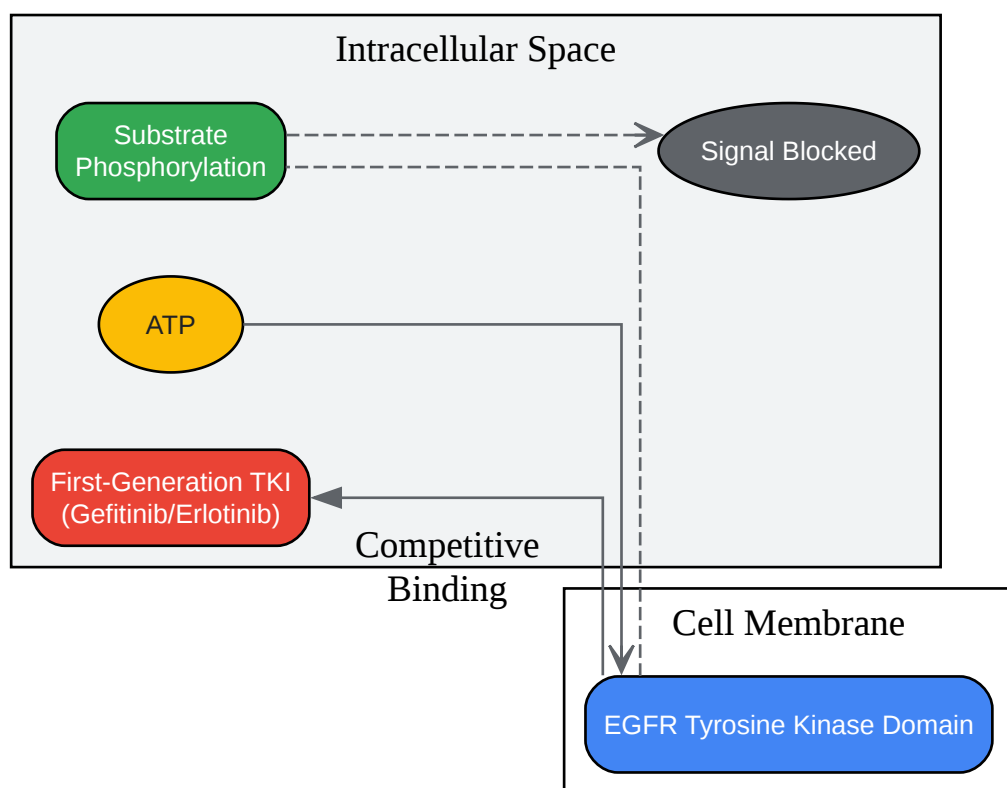 Intracellular Space
Substrate
Phosphorylation
Signal Blocked
ATP
First-Generation TKI
(Gefitinib/Erlotinib)
Competitive
Binding
Cell Membrane
EGFR Tyrosine Kinase Domain